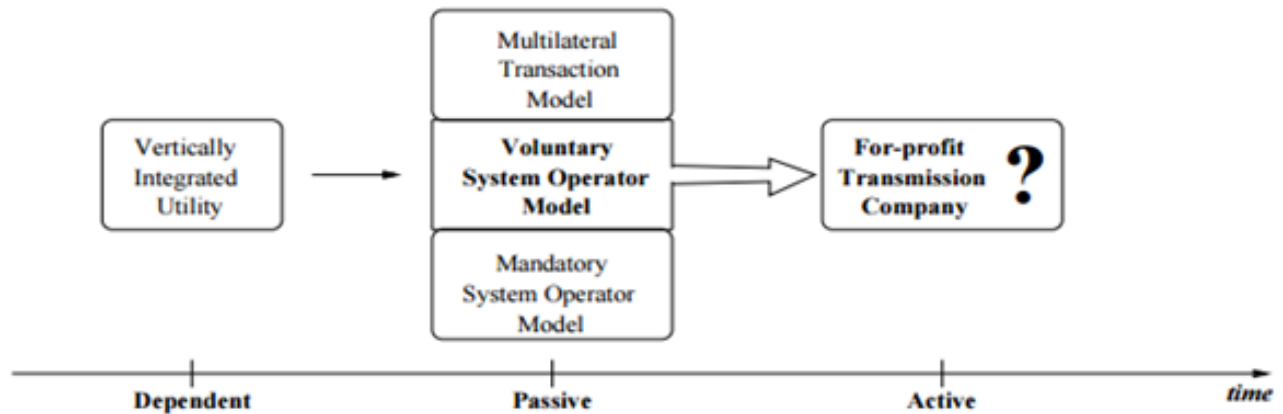 Multilateral
Transaction
Model
Vertically
Integrated
Utility
Voluntary
System Operator
Model
For-profit
Transmission
Company
?
Mandatory
System Operator
Model
Dependent
Passive
Active
time